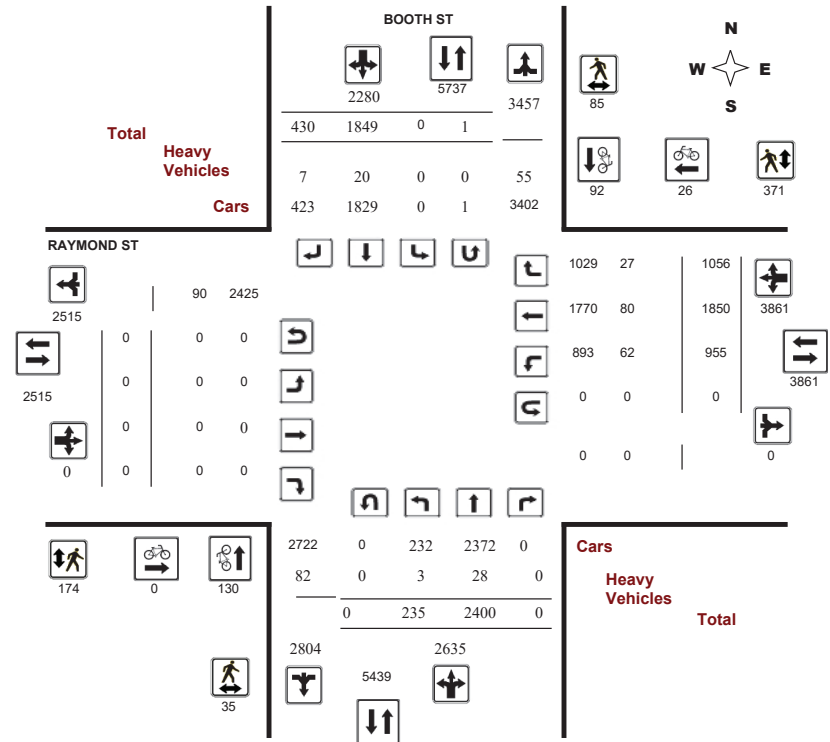 BOOTH ST
N
W E
S
2280 5737 3457 85
Total 430 1849 0 1
Heavy
Vehicles 7 20 0 0 55
Cars 423 1829 0 1 3402
92 26 371
RAYMOND ST
2515 90 2425 1029 27 1056
1770 80 1850 3861
0 0 0
893 62 955
2515 3861
0 0 0
0 0 0
0 0 0 0
0 0 0 0
0 0 0
174 0 130
2722 0 232 2372 0 Cars
82 0 3 28 0 Heavy
Vehicles
0 235 2400 0 Total
2804 2635
5439
35